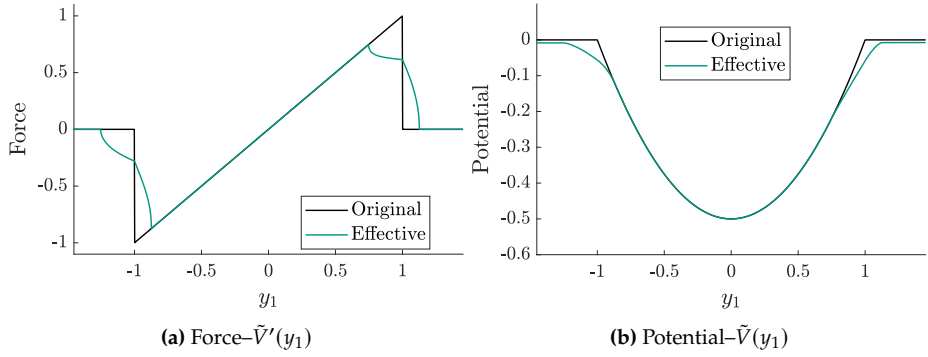 1
0.5
0
-0.5
-1
Force
-1
-0.5
0
0.5
1
y₁
Original
Effective
(a) Force–Ṽ′(y₁)
0
-0.1
-0.2
-0.3
-0.4
-0.5
-0.6
Potential
-1
-0.5
0
0.5
1
y₁
Original
Effective
(b) Potential–Ṽ(y₁)